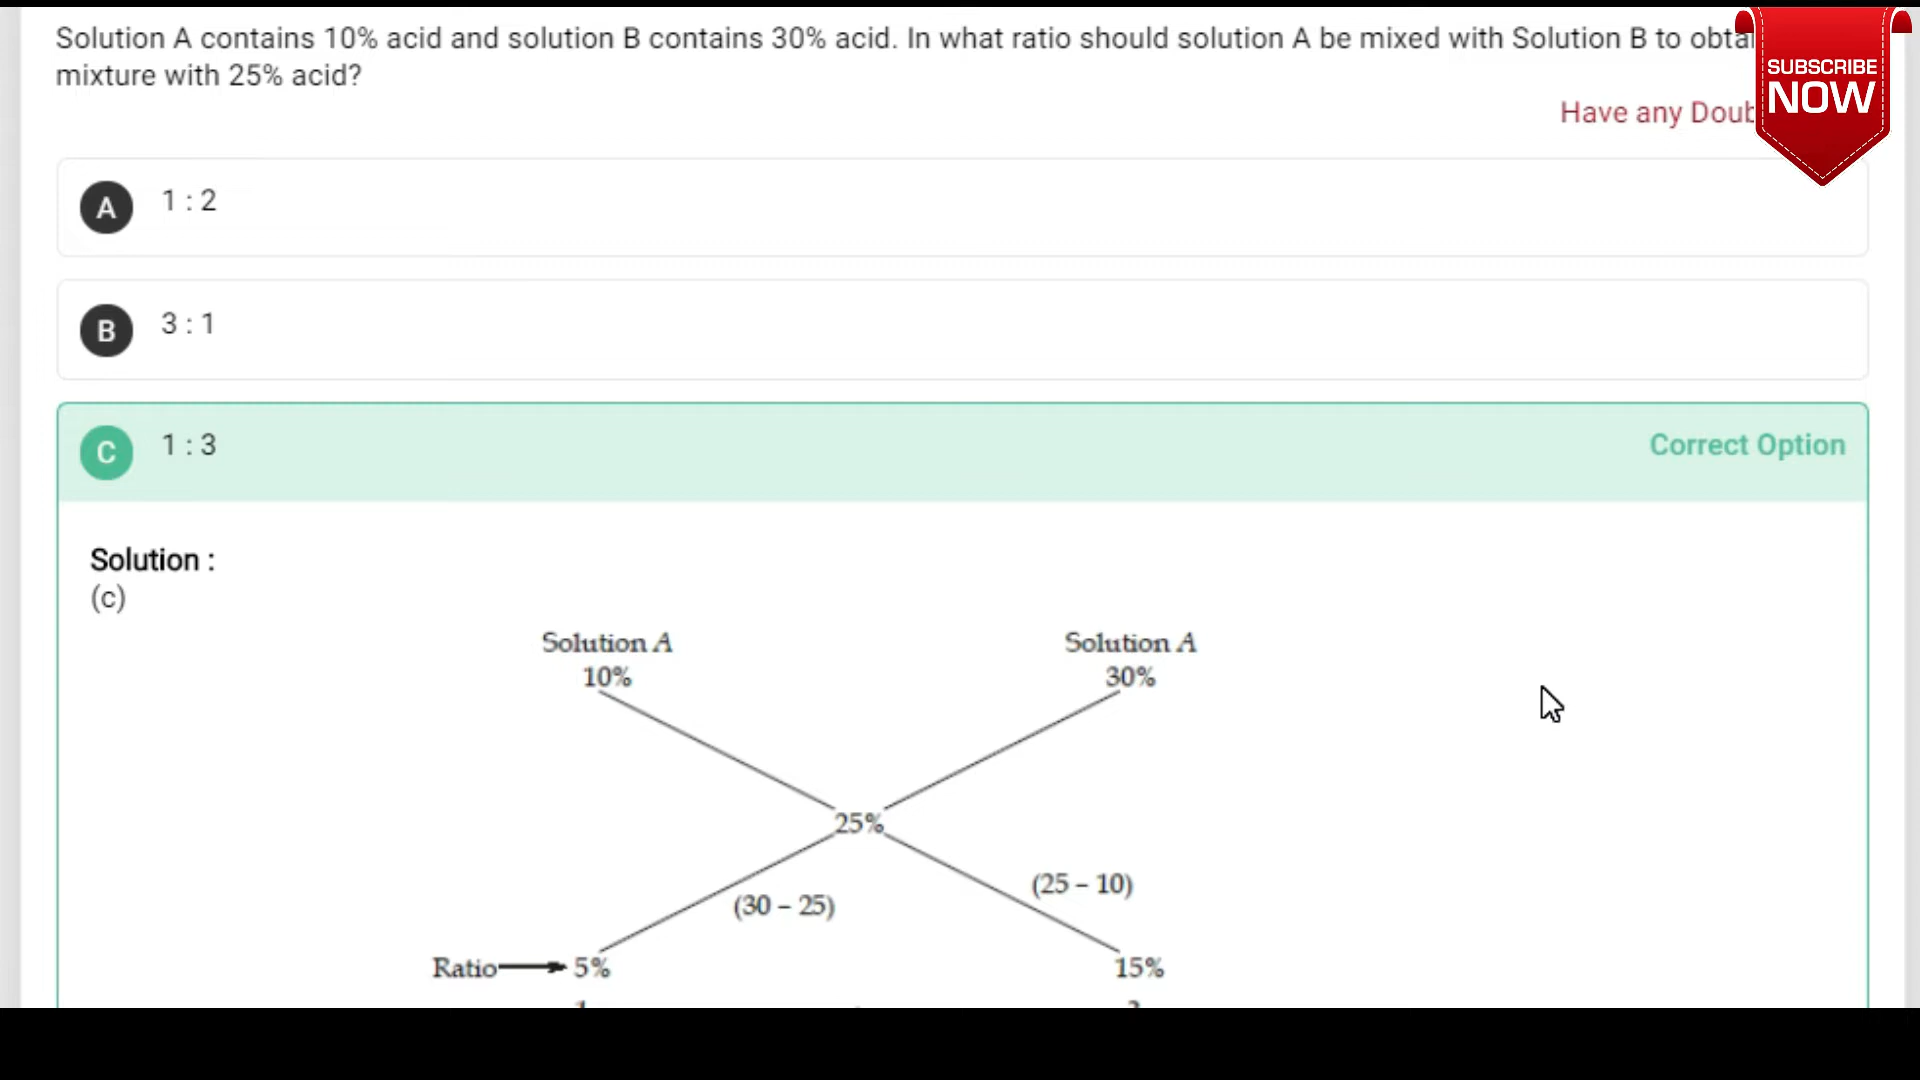 Solution A contains 10% acid and solution B contains 30% acid. In what ratio should solution A be mixed with Solution B to
mixture with 25% acid?
SUBSCRIBE
NOW
Have any
A 1 : 2
B 3 : 1
C 1 : 3 Correct Option
Solution :
(c)
Solution A Solution A
10% 30%
25%
(25 – 10)
(30 – 25)
Ratio 5% 15%